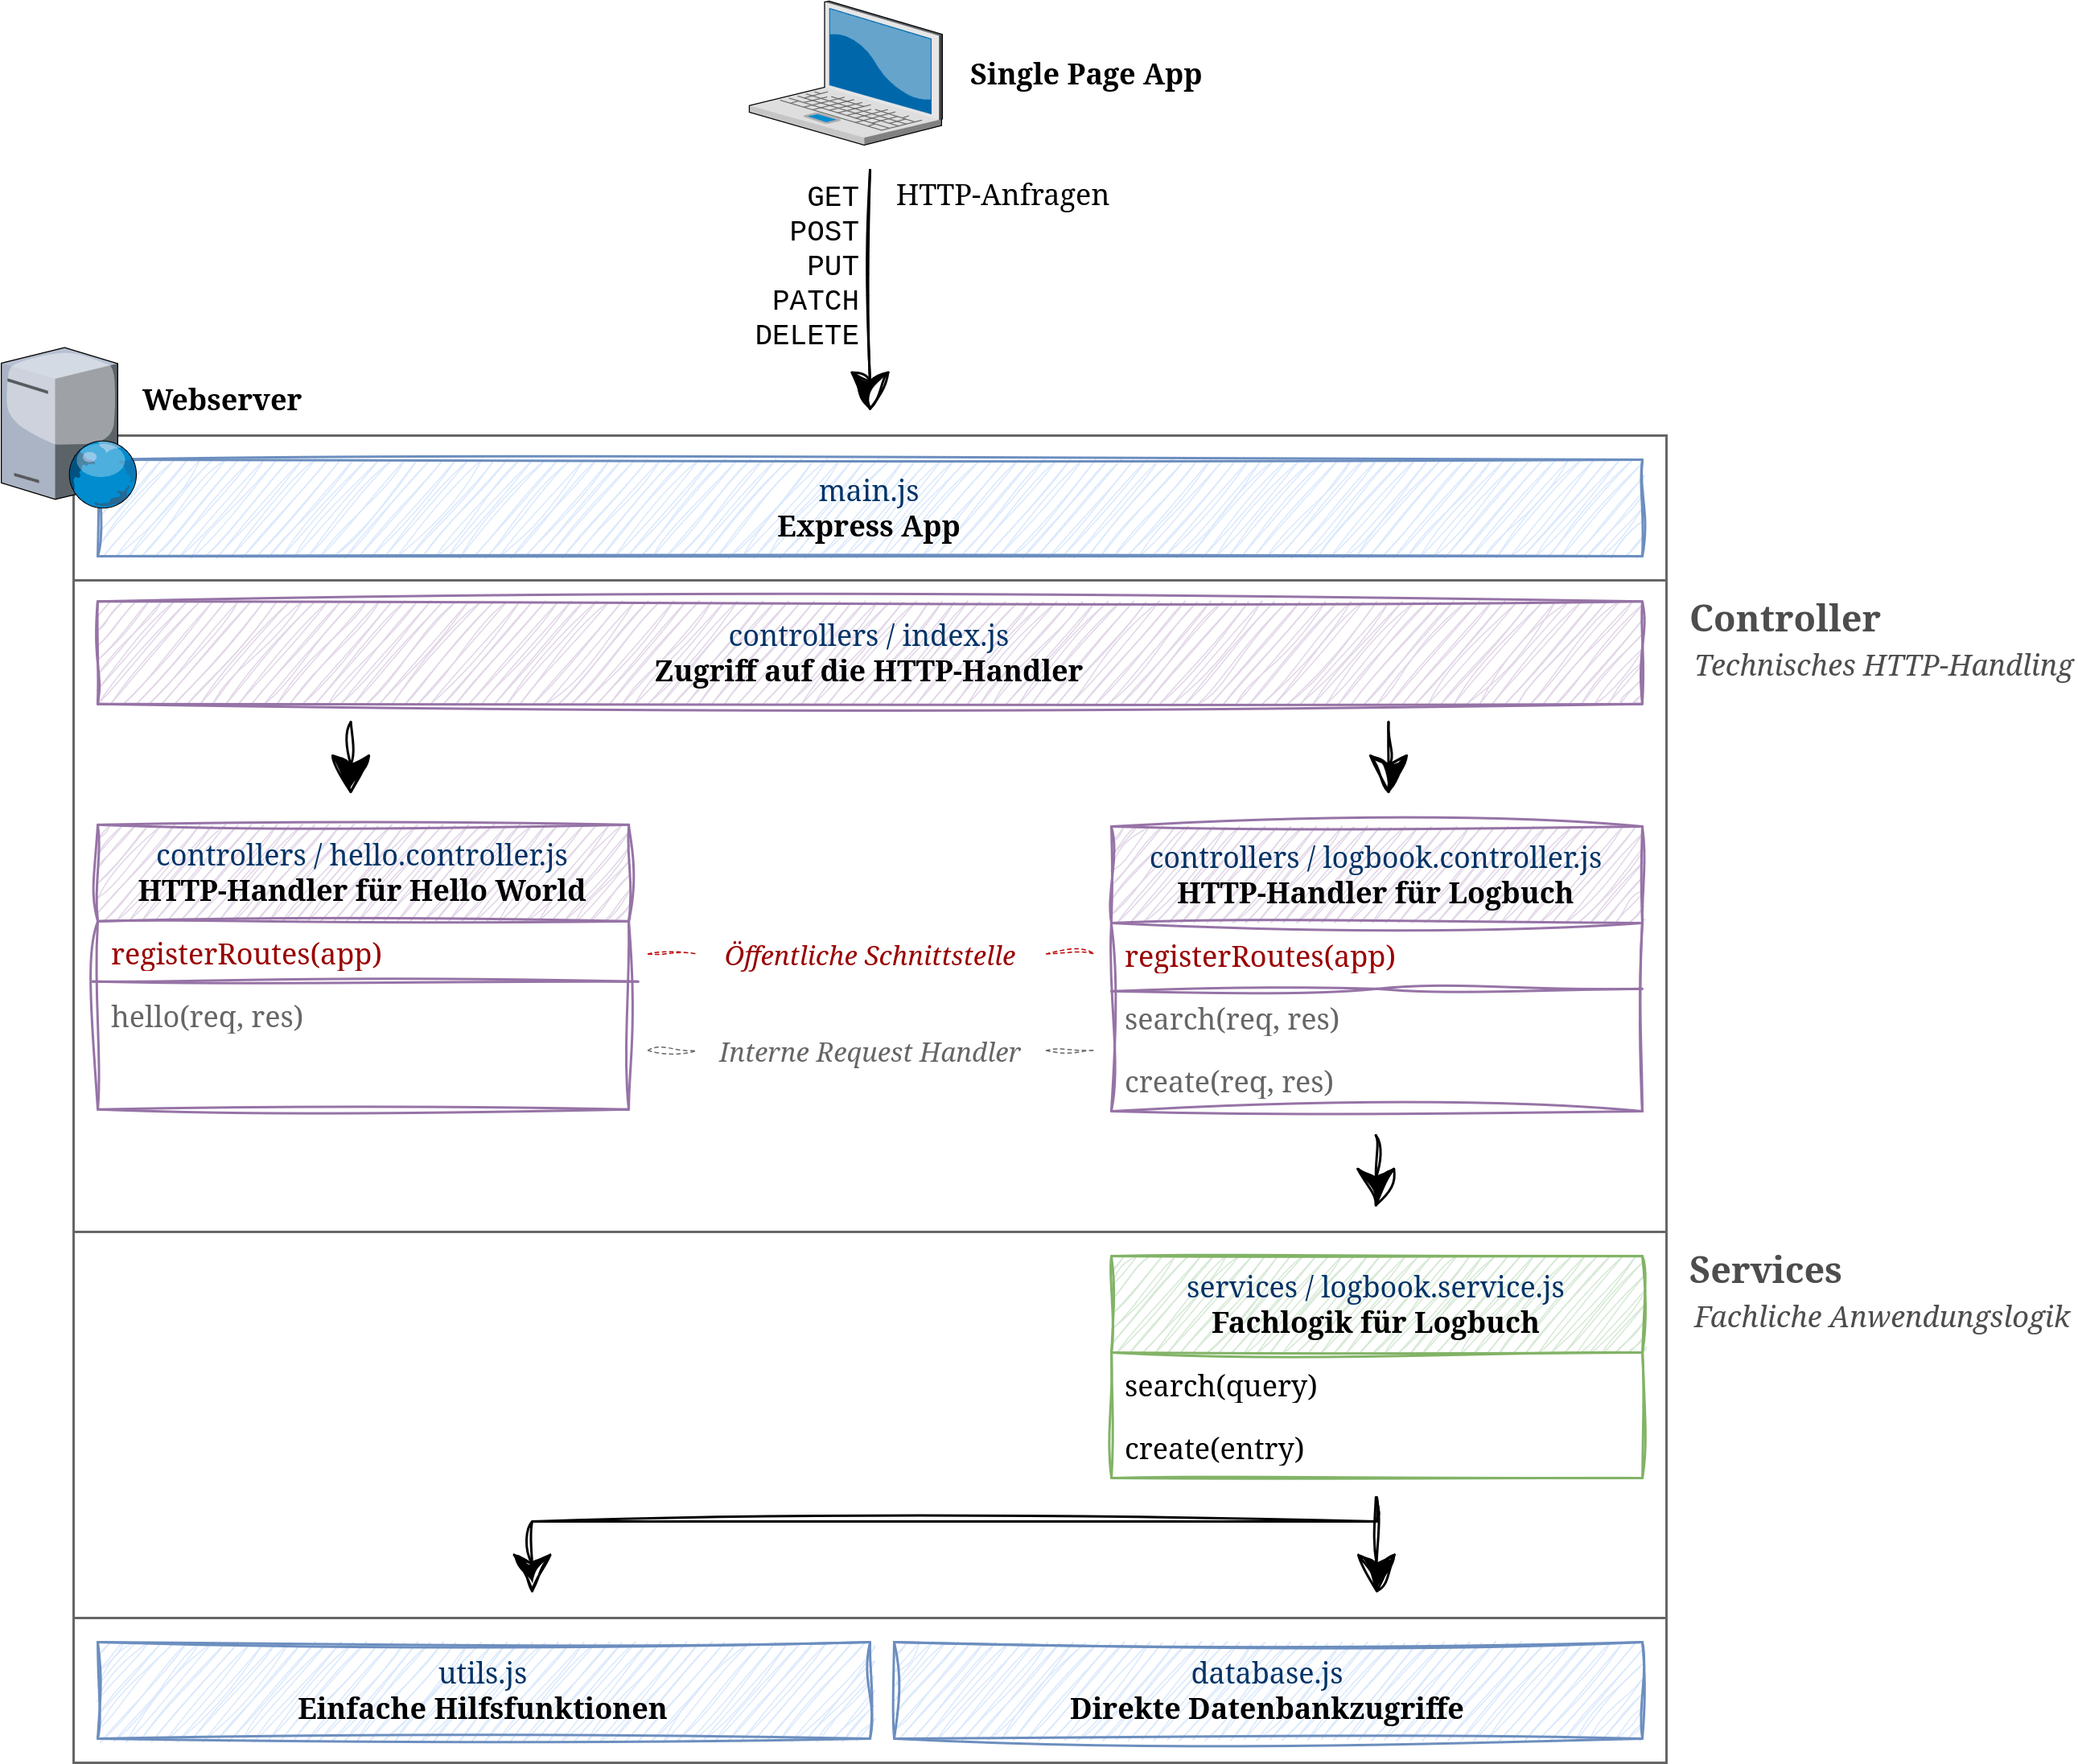 Single Page App
HTTP-Anfragen
GET
POST
PUT
PATCH
DELETE
Webserver
main.js
Express App
controllers / index.js
Zugriff auf die HTTP-Handler
Controller
Technisches HTTP-Handling
controllers / hello.controller.js
HTTP-Handler für Hello World
registerRoutes(app)
hello(req, res)
Öffentliche Schnittstelle
Interne Request Handler
controllers / logbook.controller.js
HTTP-Handler für Logbuch
registerRoutes(app)
search(req, res)
create(req, res)
Services
Fachliche Anwendungslogik
services / logbook.service.js
Fachlogik für Logbuch
search(query)
create(entry)
utils.js
Einfache Hilfsfunktionen
database.js
Direkte Datenbankzugriffe